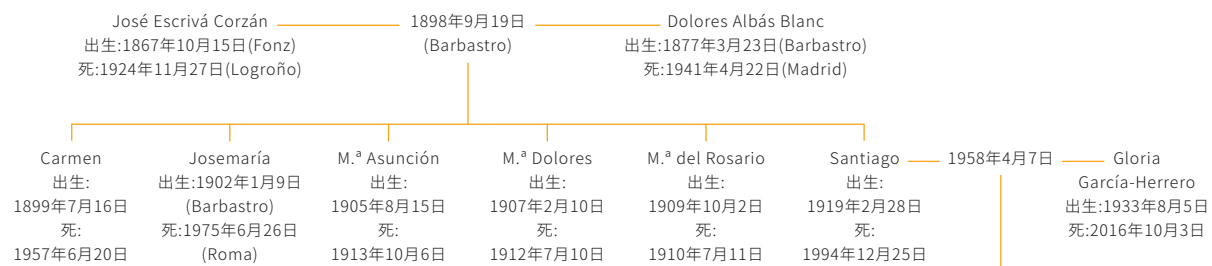 José Escrivá Corzán
出生:1867年10月15日(Fonz)
死:1924年11月27日(Logroño)
1898年9月19日
(Barbastro)
Dolores Albás Blanc
出生:1877年3月23日(Barbastro)
死:1941年4月22日(Madrid)
Carmen
出生:
1899年7月16日
死:
1957年6月20日
Josemaría
出生:1902年1月9日
(Barbastro)
死:1975年6月26日
(Roma)
M.ª Asunción
出生:
1905年8月15日
死:
1913年10月6日
M.ª Dolores
出生:
1907年2月10日
死:
1912年7月10日
M.ª del Rosario
出生:
1909年10月2日
死:
1910年7月11日
Santiago
出生:
1919年2月28日
死:
1994年12月25日
1958年4月7日
Gloria
García-Herrero
出生:1933年8月5日
死:2016年10月3日